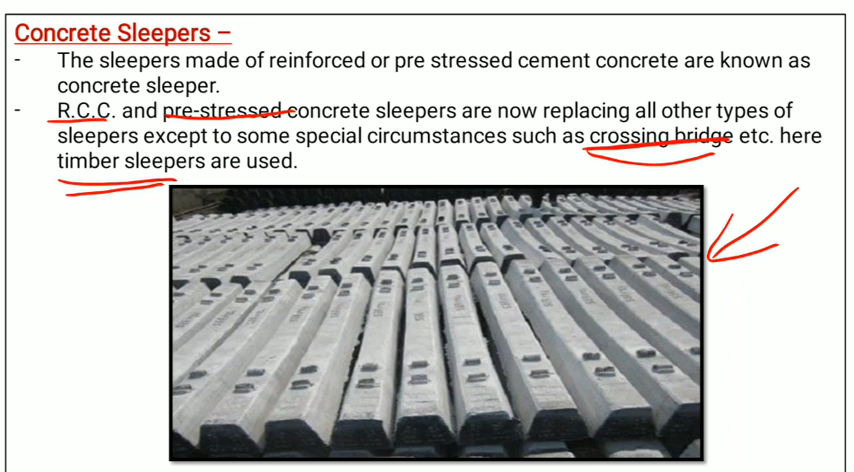 Concrete Sleepers –
- The sleepers made of reinforced or pre stressed cement concrete are known as
concrete sleeper.
- R.C.C. and pre-stressed concrete sleepers are now replacing all other types of
sleepers except to some special circumstances such as crossing bridge etc. here
timber sleepers are used.